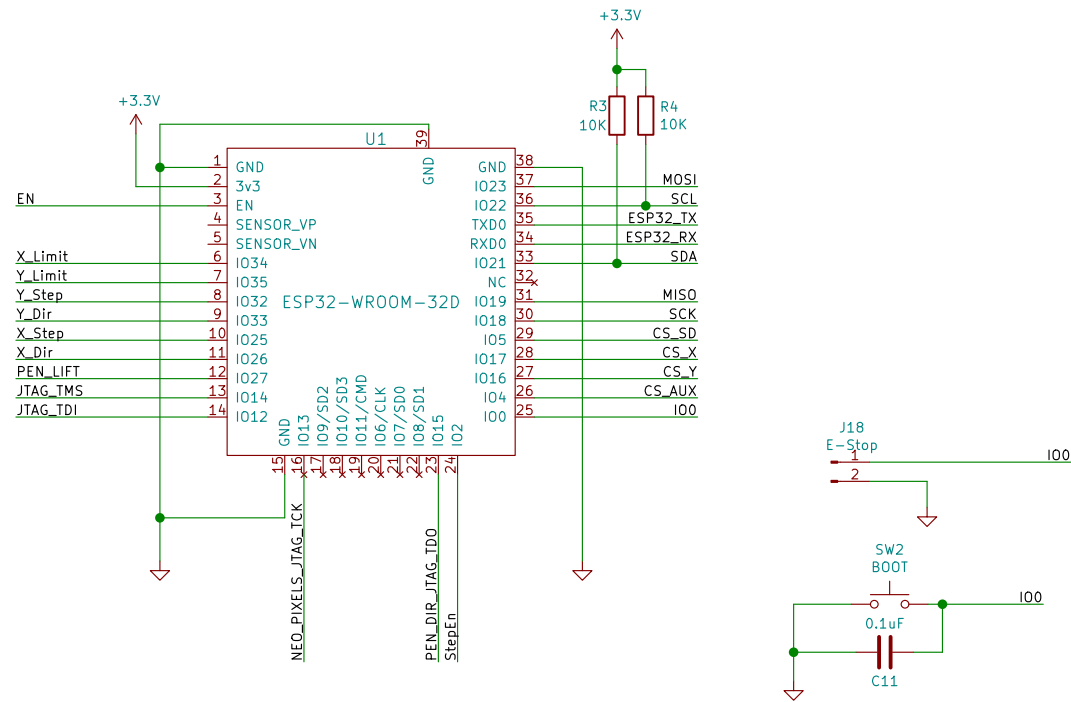 +3.3V
R3
10K
R4
10K
+3.3V
U1
39
GND
1 GND
2 3v3
3 EN
4 SENSOR_VP
5 SENSOR_VN
6 IO34
7 IO35
8 IO32
9 IO33
10 IO25
11 IO26
12 IO27
13 IO14
14 IO12
EN
X_Limit
Y_Limit
Y_Step
Y_Dir
X_Step
X_Dir
PEN_LIFT
JTAG_TMS
JTAG_TDI
ESP32-WROOM-32D
GND 38
IO23 37
IO22 36
TXD0 35
RXD0 34
IO21 33
NC 32
IO19 31
IO18 30
IO5 29
IO17 28
IO16 27
IO4 26
IO0 25
MOSI
SCL
ESP32_TX
ESP32_RX
SDA
MISO
SCK
CS_SD
CS_X
CS_Y
CS_AUX
IO0
GND 15
IO13 16
IO9/SD2 17
IO10/SD3 18
IO11/CMD 19
IO6/CLK 20
IO7/SD0 21
IO8/SD1 22
IO15 23
IO2 24
NEO_PIXELS_JTAG_TCK
PEN_DIR_JTAG_TDO
StepEn
J18
E-Stop
1
2
IO0
SW2
BOOT
IO0
0.1uF
C11